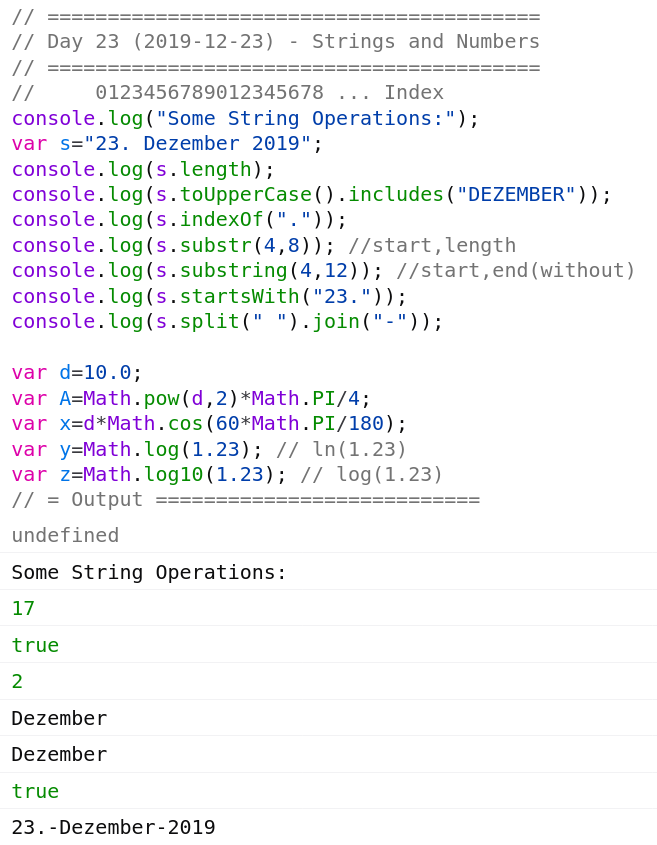 // =========================================
// Day 23 (2019-12-23) - Strings and Numbers
// =========================================
//     0123456789012345678 ... Index
console.log("Some String Operations:");
var s="23. Dezember 2019";
console.log(s.length);
console.log(s.toUpperCase().includes("DEZEMBER"));
console.log(s.indexOf("."));
console.log(s.substr(4,8)); //start,length
console.log(s.substring(4,12)); //start,end(without)
console.log(s.startsWith("23."));
console.log(s.split(" ").join("-"));

var d=10.0;
var A=Math.pow(d,2)*Math.PI/4;
var x=d*Math.cos(60*Math.PI/180);
var y=Math.log(1.23); // ln(1.23)
var z=Math.log10(1.23); // log(1.23)
// = Output ===========================
undefined
Some String Operations:
17
true
2
Dezember
Dezember
true
23.-Dezember-2019